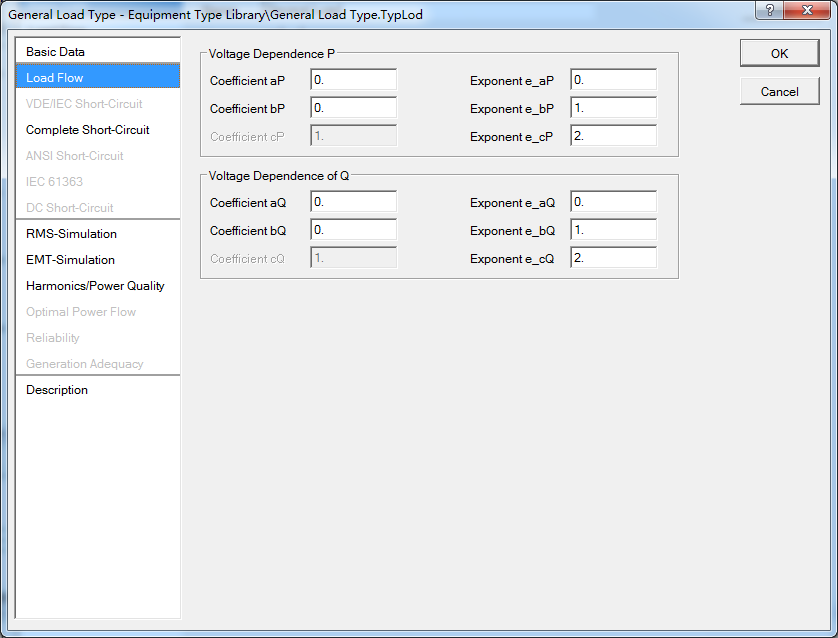 General Load Type - Equipment Type Library\General Load Type.TypLod
?
Basic Data
Load Flow
VDE/IEC Short-Circuit
Complete Short-Circuit
ANSI Short-Circuit
IEC 61363
DC Short-Circuit
RMS-Simulation
EMT-Simulation
Harmonics/Power Quality
Optimal Power Flow
Reliability
Generation Adequacy
Description
Voltage Dependence P
Coefficient aP 0. Exponent e_aP 0.
Coefficient bP 0. Exponent e_bP 1.
Coefficient cP 1. Exponent e_cP 2.
Voltage Dependence of Q
Coefficient aQ 0. Exponent e_aQ 0.
Coefficient bQ 0. Exponent e_bQ 1.
Coefficient cQ 1. Exponent e_cQ 2.
OK
Cancel